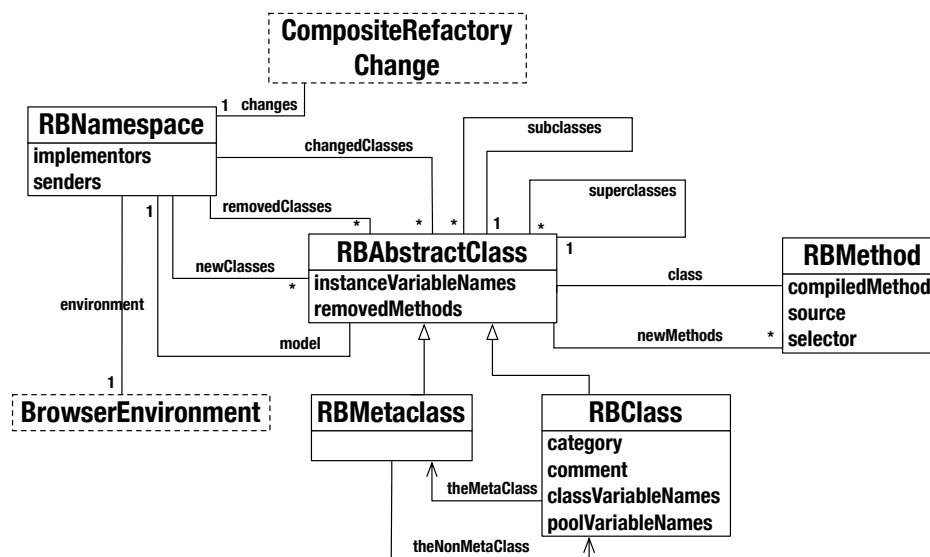 CompositeRefactory
Change
1 changes
RBNamespace
implementors
senders
changedClasses
subclasses
superclasses
1
removedClasses
*
*
*
1
*
1
RBAbstractClass
instanceVariableNames
removedMethods
newClasses
*
class
RBMethod
compiledMethod
source
selector
environment
model
newMethods
*
1
BrowserEnvironment
RBMetaclass
RBClass
category
comment
classVariableNames
poolVariableNames
theMetaClass
theNonMetaClass